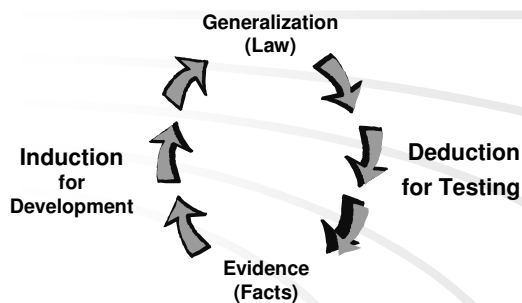 Generalization
(Law)
Induction
for
Development
Deduction
for Testing
Evidence
(Facts)